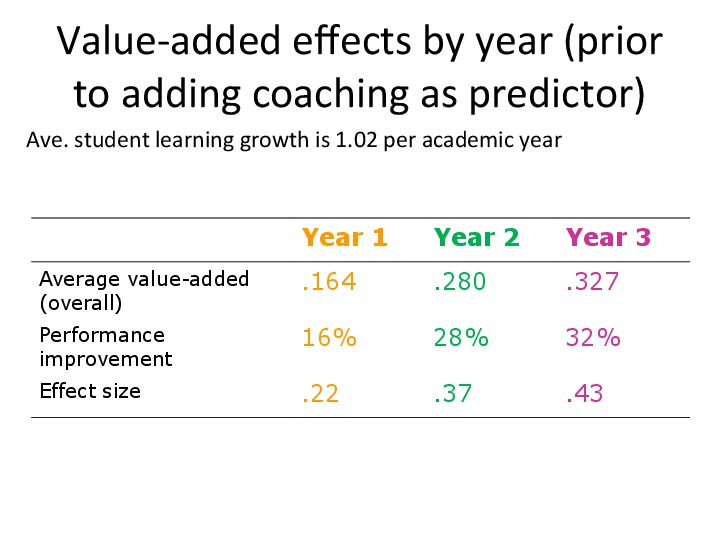 Value-added effects by year (prior
to adding coaching as predictor)
Ave. student learning growth is 1.02 per academic year
Year 1 Year 2 Year 3
Average value-added
(overall) .164 .280 .327
Performance
improvement 16% 28% 32%
Effect size .22 .37 .43